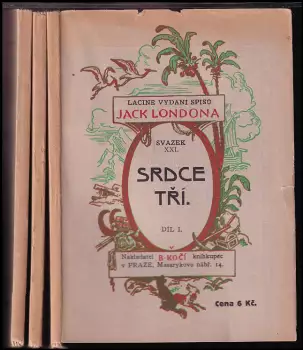 LACINÉ VYDÁNÍ SPISŮ
JACK LONDONA
SVAZEK
XXI.
SRDCE
TŘÍ.
DÍL I.
Nakladatel B. KOČÍ knihkupec
v PRAZE, Masarykovo nábř. 14.
Cena 6 Kč.